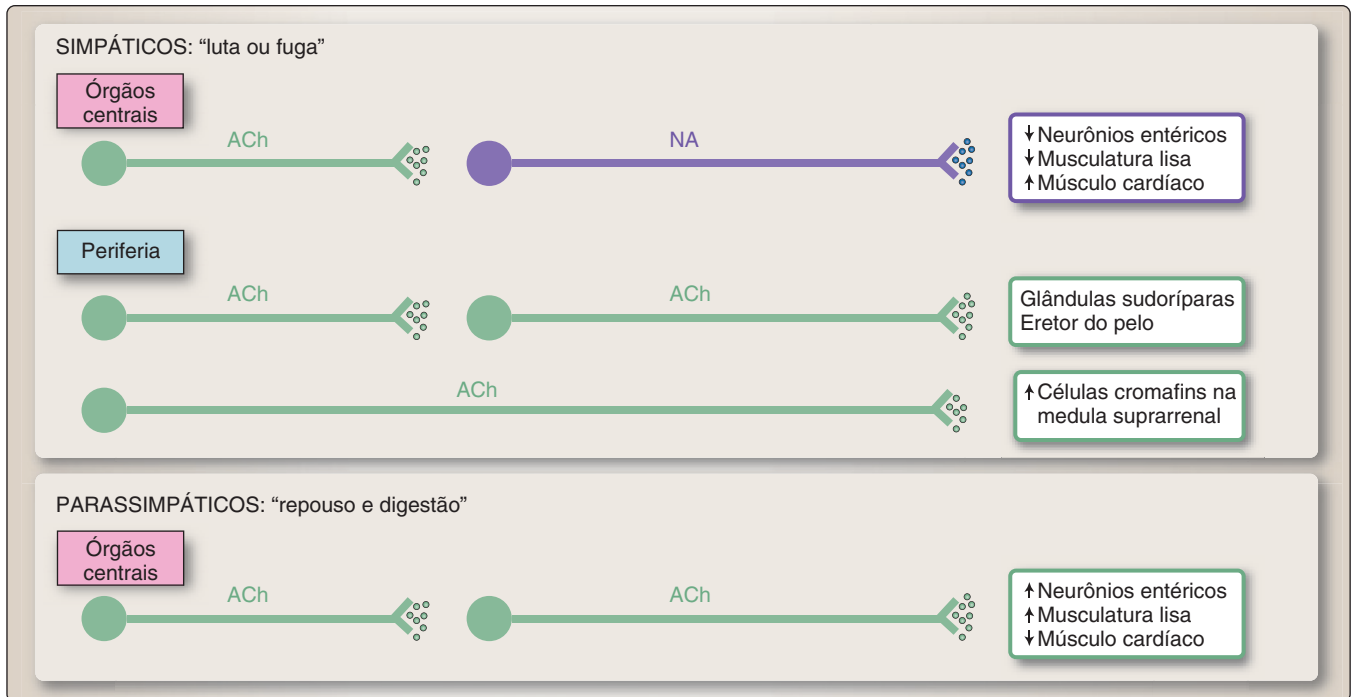 SIMPÁTICOS: “luta ou fuga”
Órgãos
centrais
ACh
NA
↓Neurônios entéricos
↓Musculatura lisa
↑Músculo cardíaco
Periferia
ACh
ACh
Glândulas sudoríparas
Eretor do pelo
ACh
↑Células cromafins na
medula suprarrenal
PARASSIMPÁTICOS: “repouso e digestão”
Órgãos
centrais
ACh
ACh
↑Neurônios entéricos
↑Musculatura lisa
↓Músculo cardíaco